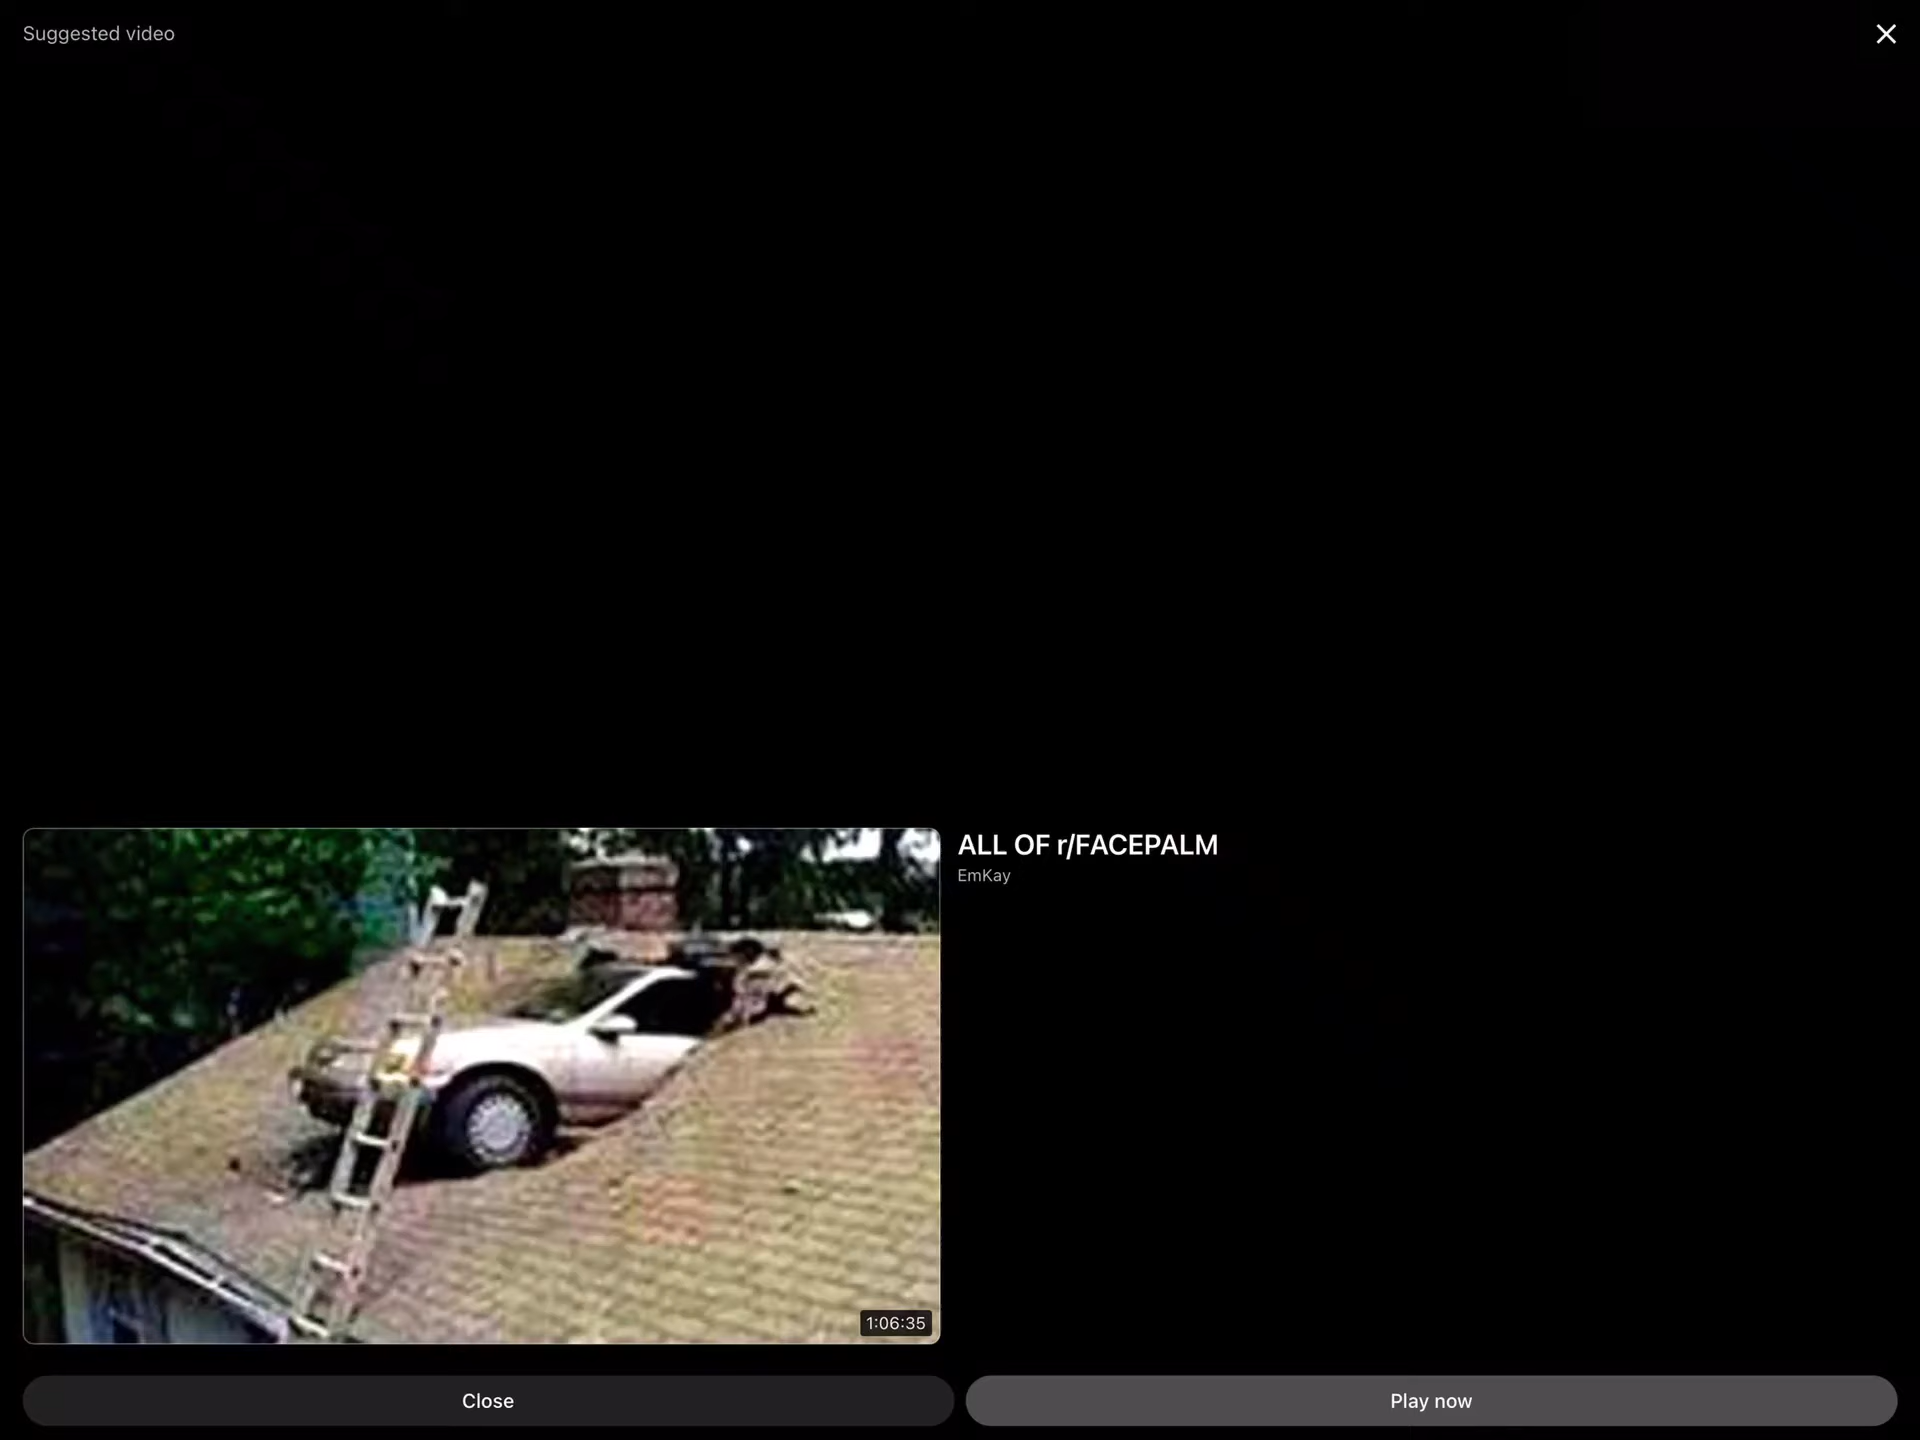 Suggested video
ALL OF r/FACEPALM
EmKay
1:06:35
Close
Play now